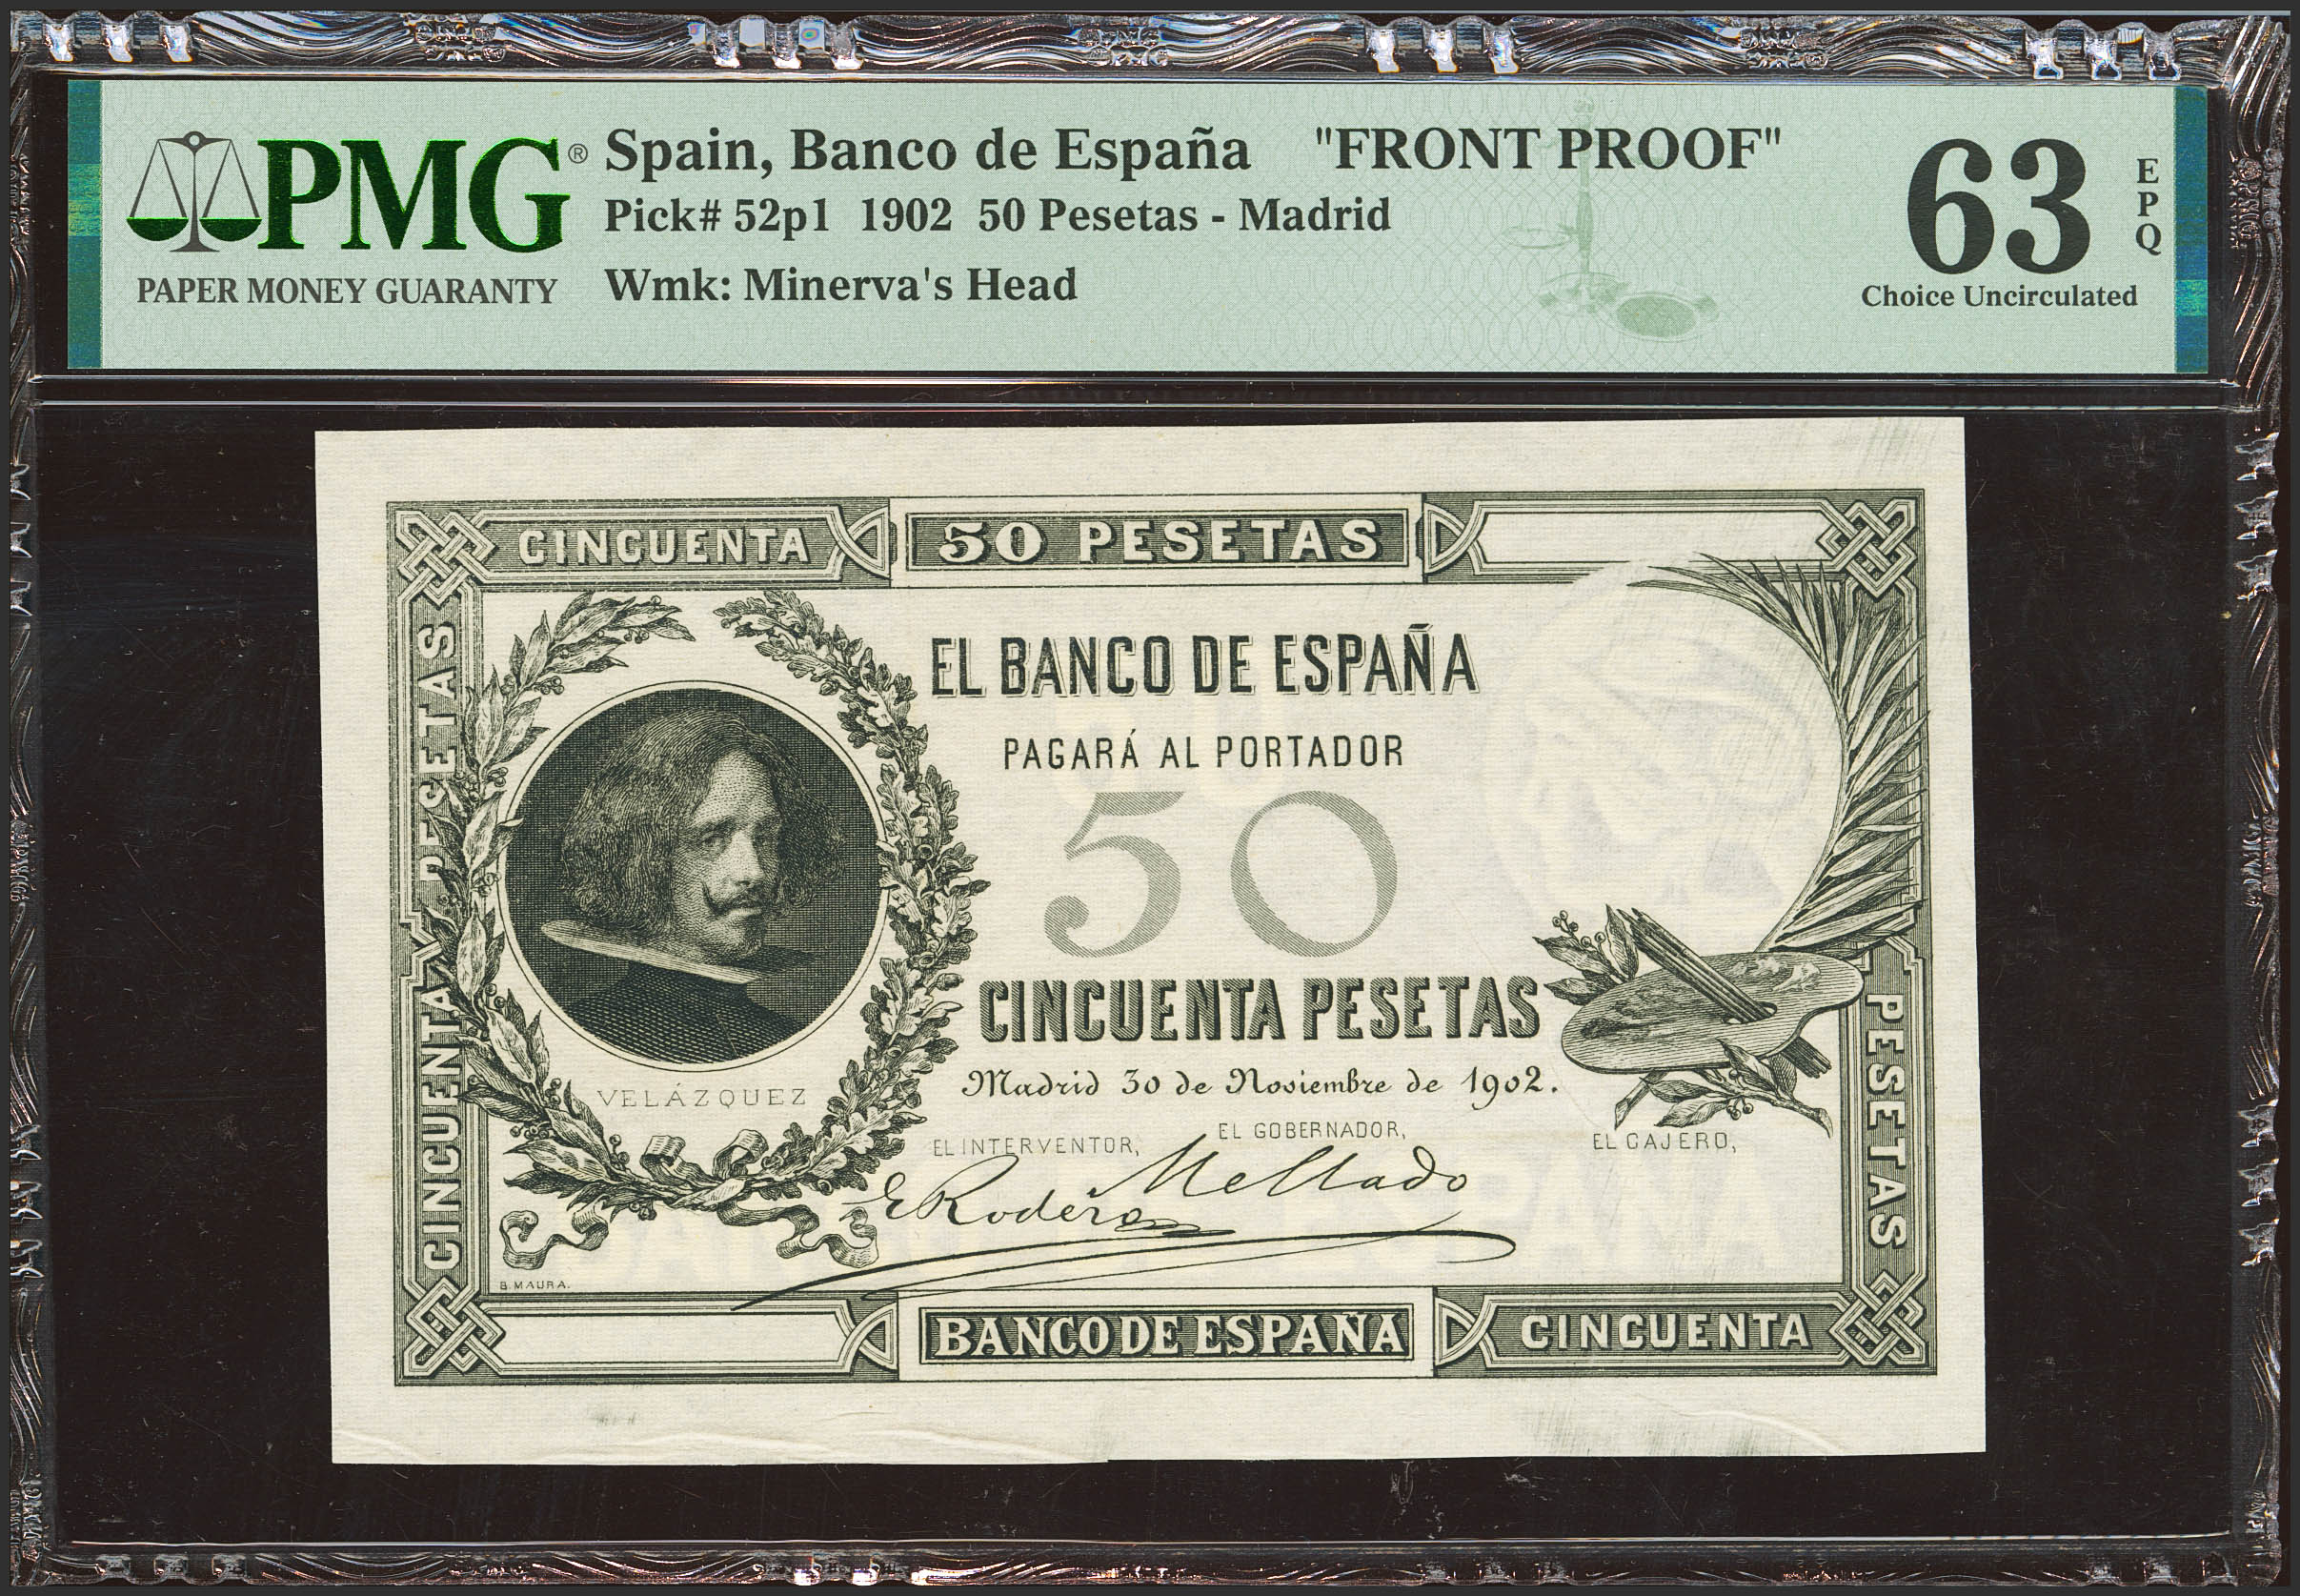 PMG®
PAPER MONEY GUARANTY
Spain, Banco de España "FRONT PROOF"
Pick# 52p1 1902 50 Pesetas - Madrid
Wmk: Minerva's Head
63
EPQ
Choice Uncirculated
CINCUENTA
50 PESETAS
CINCUENTA PESETAS
EL BANCO DE ESPAÑA
PAGARÁ AL PORTADOR
50
CINCUENTA PESETAS
Madrid 30 de Noviembre de 1902.
VELÁZQUEZ
EL INTERVENTOR,
EL GOBERNADOR,
EL CAJERO,
Mellado
B. MAURA.
PESETAS
BANCO DE ESPAÑA
CINCUENTA